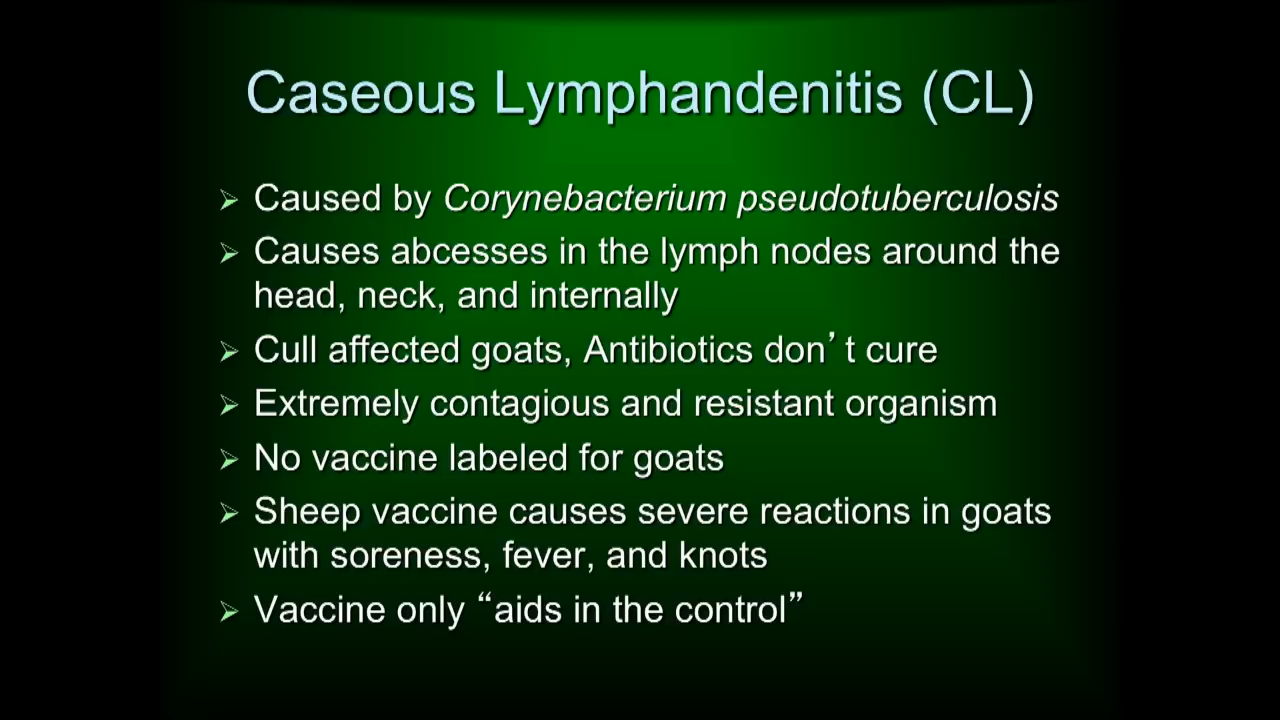 Caseous Lymphandenitis (CL)
Caused by Corynebacterium pseudotuberculosis
Causes abcesses in the lymph nodes around the
head, neck, and internally
Cull affected goats, Antibiotics don’t cure
Extremely contagious and resistant organism
No vaccine labeled for goats
Sheep vaccine causes severe reactions in goats
with soreness, fever, and knots
Vaccine only “aids in the control”